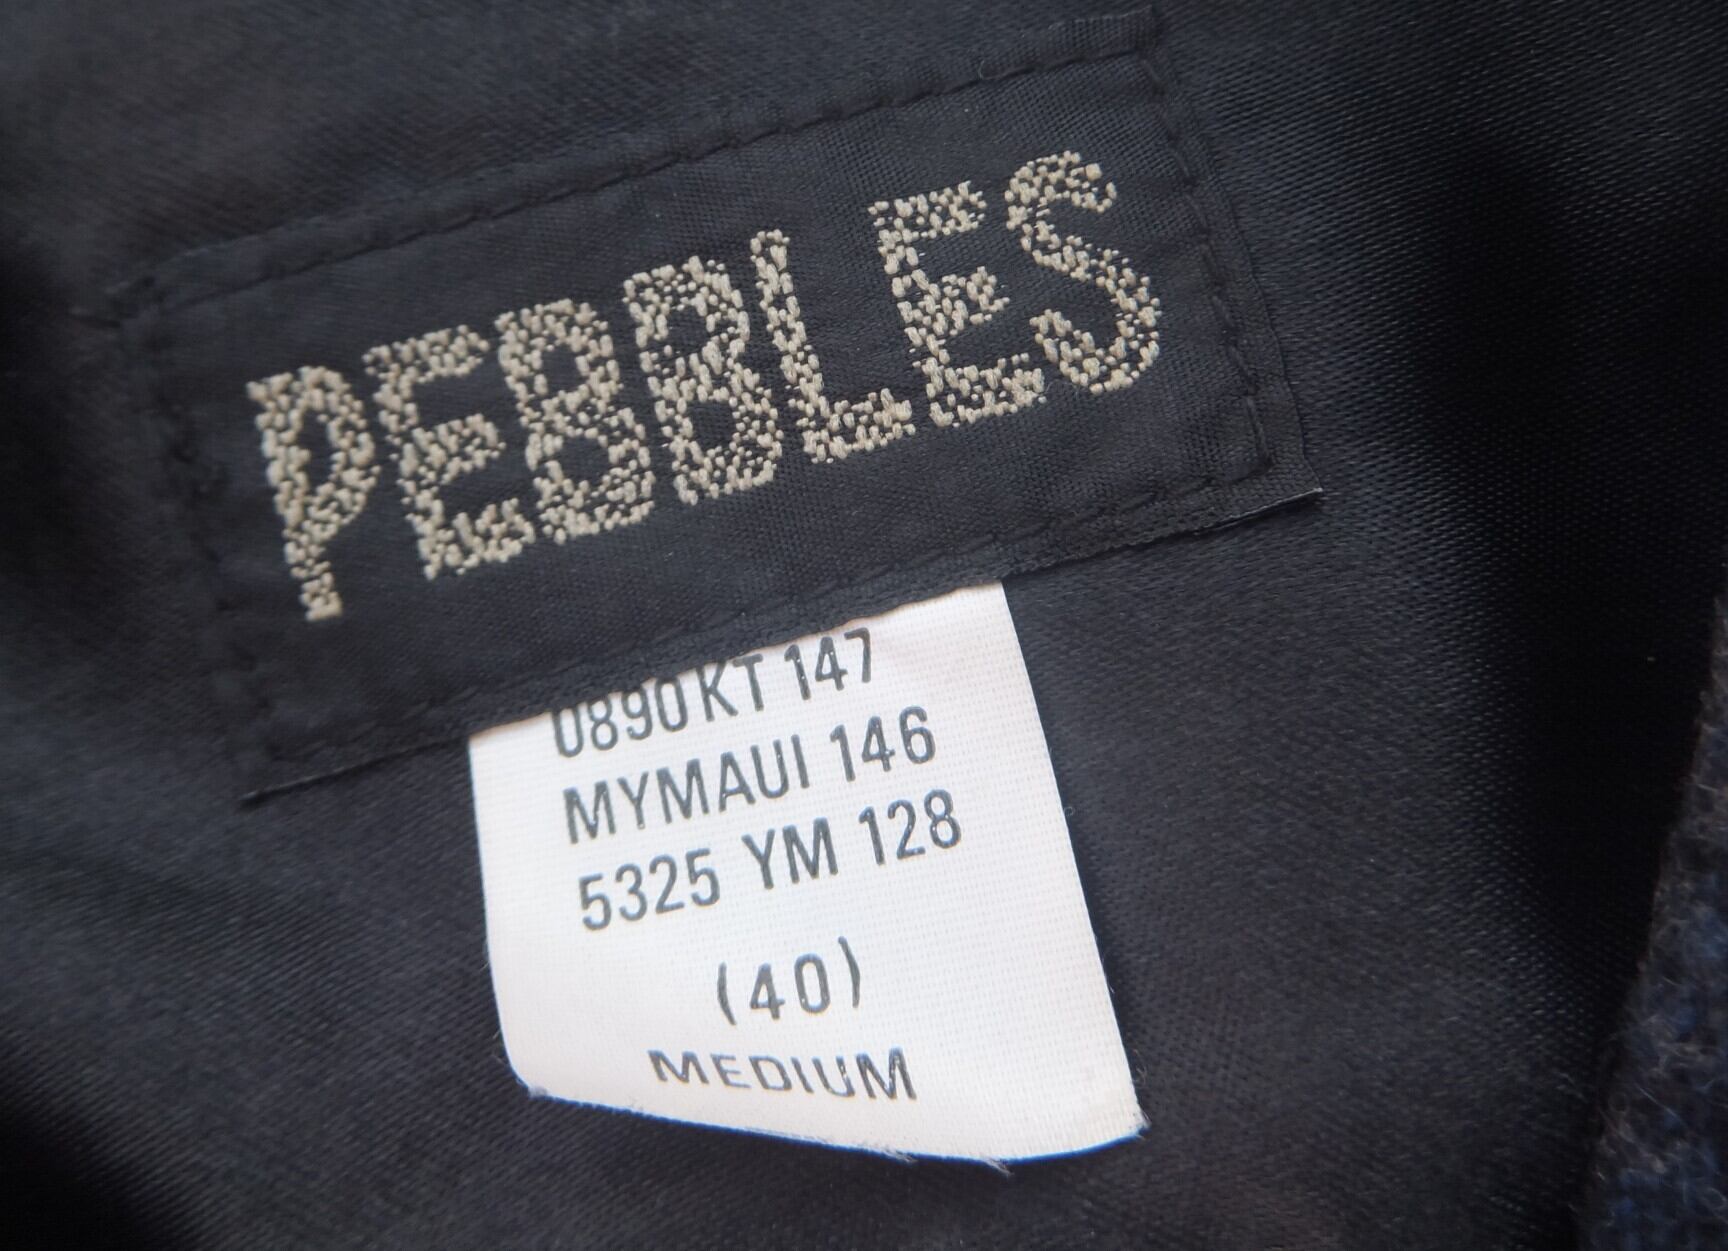 PEBBLES
0890 KT 147
MYMAUI 146
5325 YM 128
(40)
MEDIUM